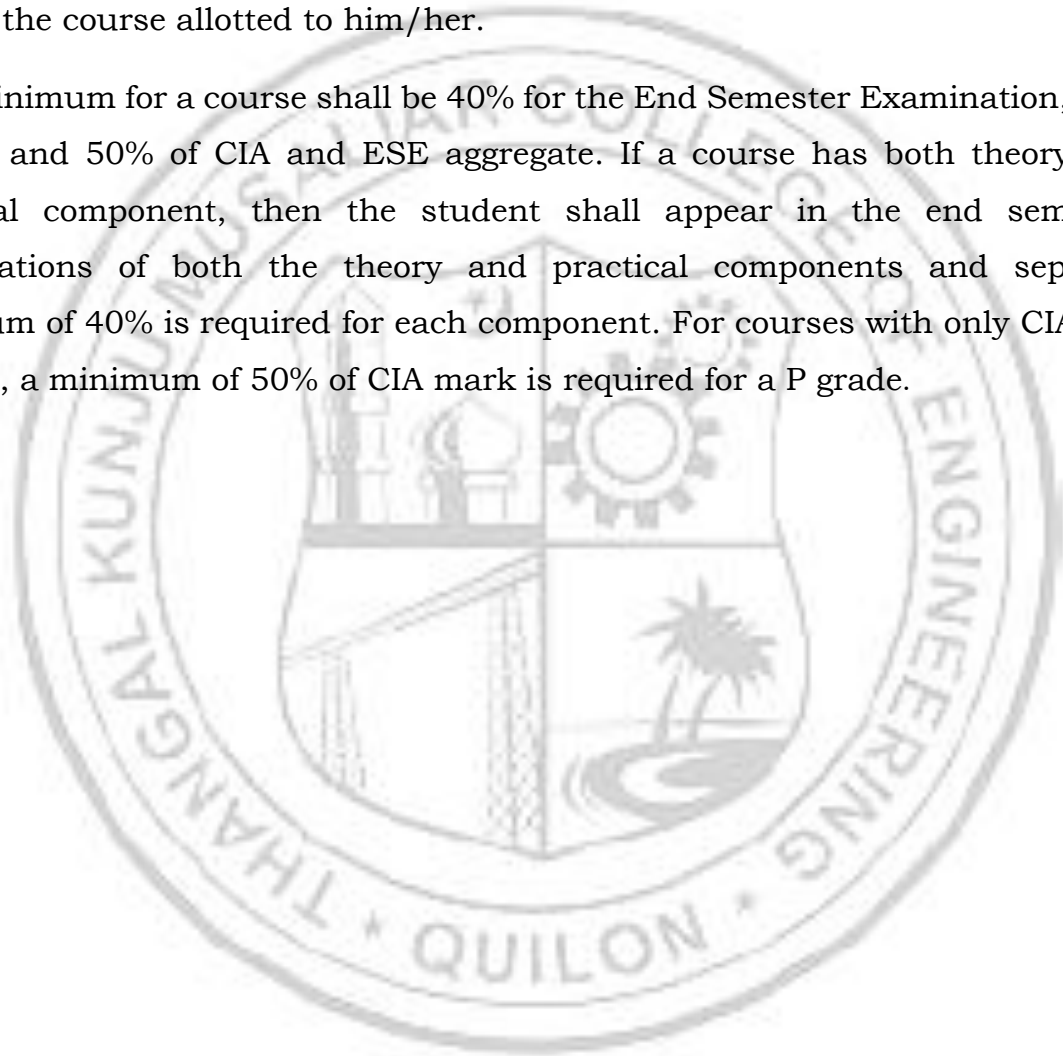 the course allotted to him/her.
inimum for a course shall be 40% for the End Semester Examination,
and 50% of CIA and ESE aggregate. If a course has both theory
al component, then the student shall appear in the end sem
ations of both the theory and practical components and sep
um of 40% is required for each component. For courses with only CIA
, a minimum of 50% of CIA mark is required for a P grade.
THANGAL KUNJU MUSALIAR COLLEGE OF ENGINEERING
* QUILON *